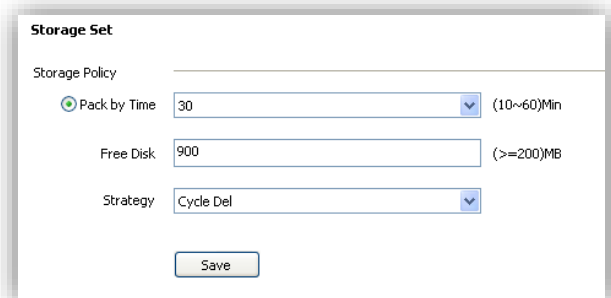 Storage Set
Storage Policy
Pack by Time 30 (10~60)Min
Free Disk 900 (>=200)MB
Strategy Cycle Del
Save